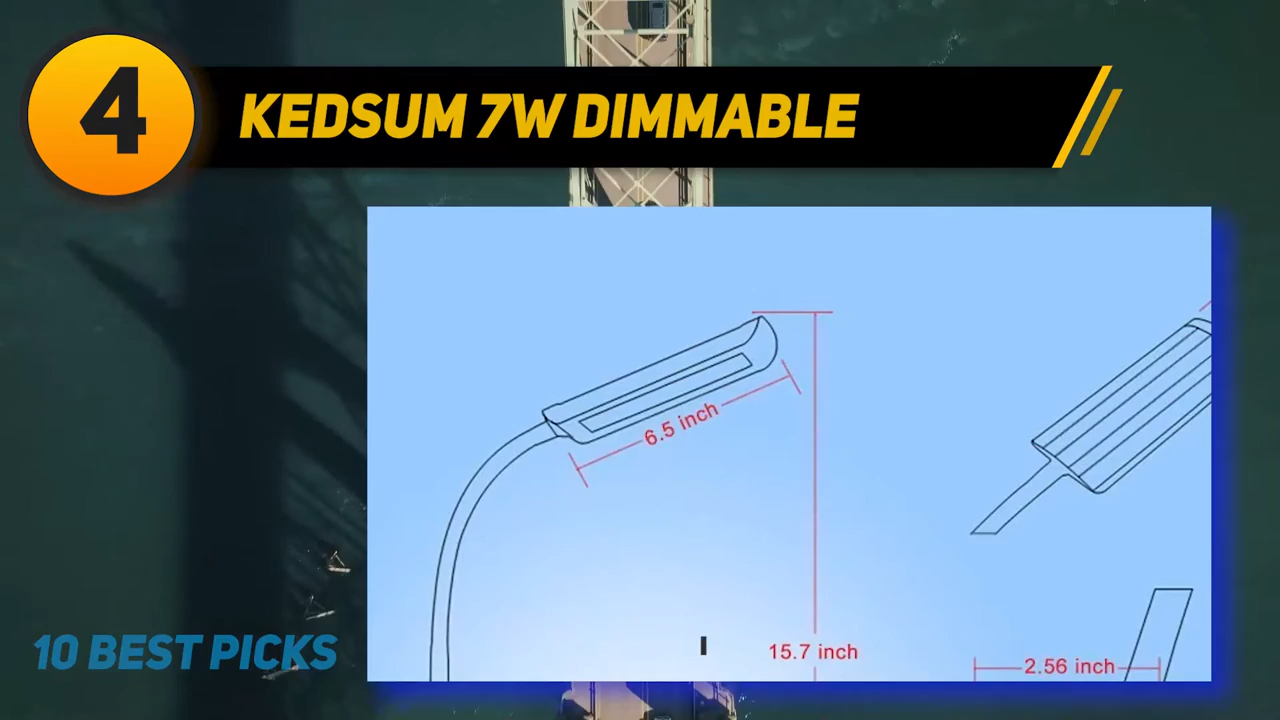 4
KEDSUM 7W DIMMABLE
6.5 inch
15.7 inch
2.56 inch
10 BEST PICKS